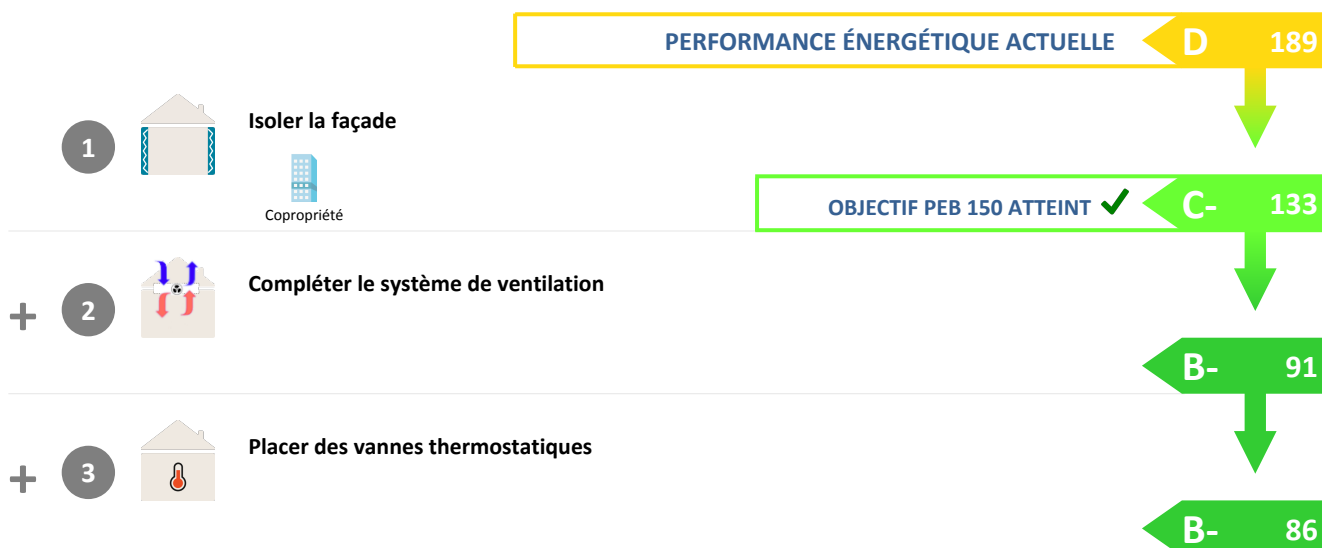 PERFORMANCE ÉNERGÉTIQUE ACTUELLE D 189
1 Isoler la façade
Copropriété
OBJECTIF PEB 150 ATTEINT ✔ C- 133
+ 2 Compléter le système de ventilation
B- 91
+ 3 Placer des vannes thermostatiques
B- 86